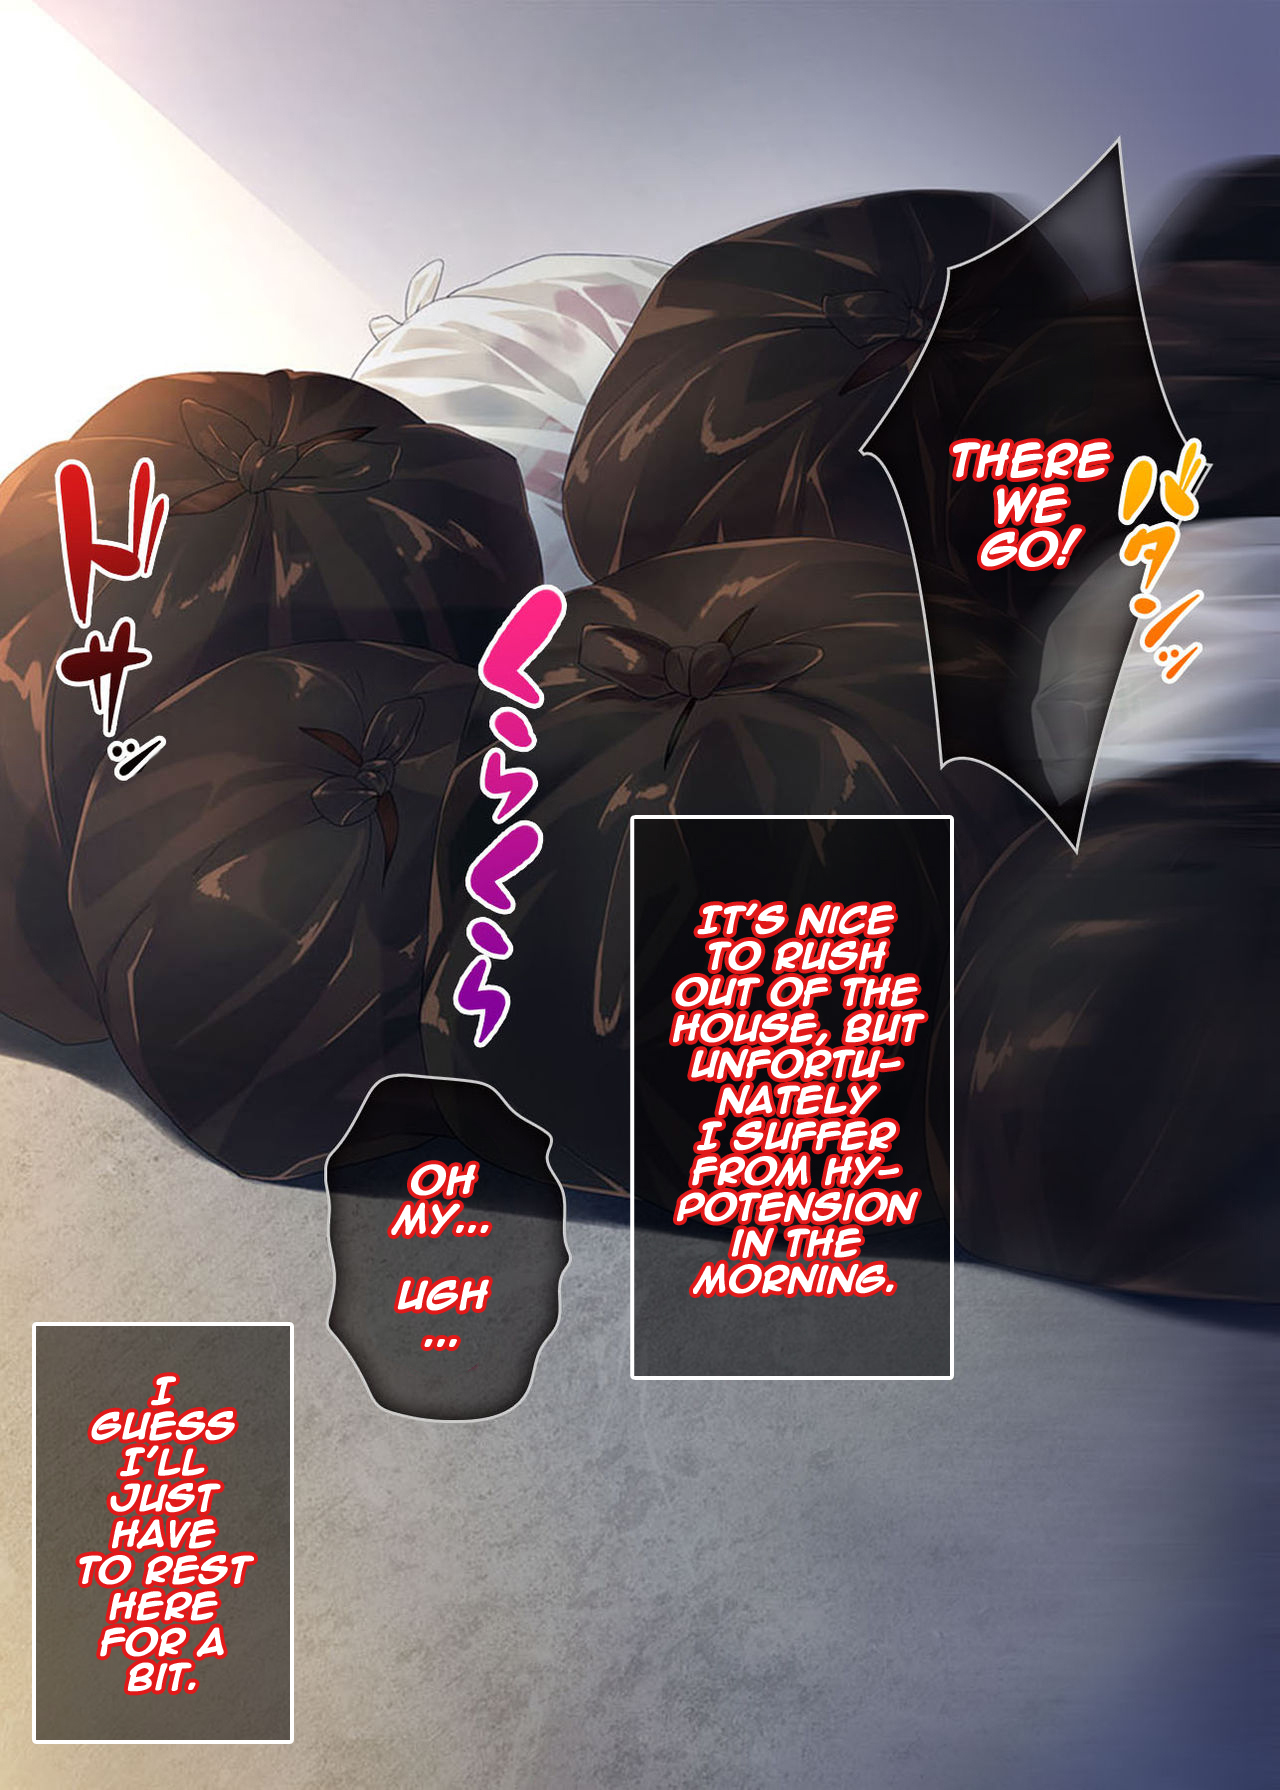 THERE
WE
GO!
バタンッ
IT'S NICE
TO RUSH
OUT OF THE
HOUSE, BUT
UNFORTU-
NATELY
I SUFFER
FROM HY-
POTENSION
IN THE
MORNING.
くらくら
OH
MY...
UGH
...
ドサッ
I
GUESS
I'LL
JUST
HAVE
TO REST
HERE
FOR A
BIT.